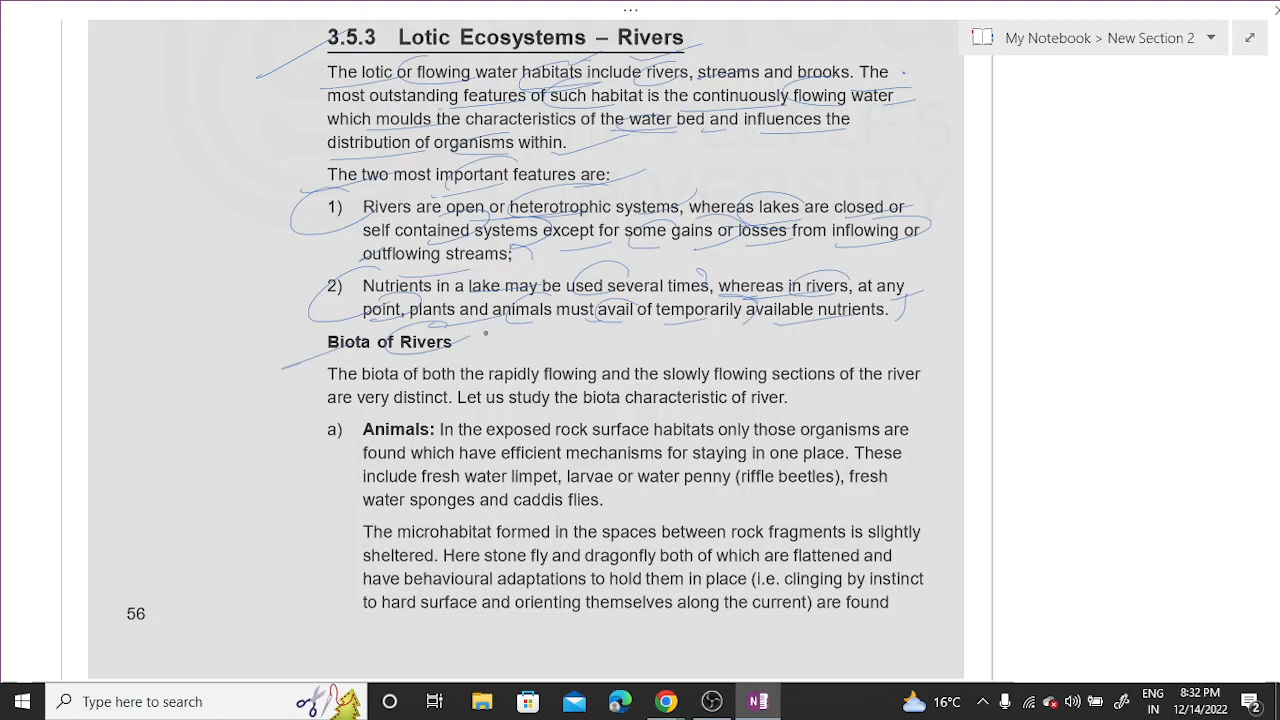 ...
My Notebook > New Section 2
3.5.3 Lotic Ecosystems – Rivers
The lotic or flowing water habitats include rivers, streams and brooks. The
most outstanding features of such habitat is the continuously flowing water
which moulds the characteristics of the water bed and influences the
distribution of organisms within.
The two most important features are:
1) Rivers are open or heterotrophic systems, whereas lakes are closed or
self contained systems except for some gains or losses from inflowing or
outflowing streams;
2) Nutrients in a lake may be used several times, whereas in rivers, at any
point, plants and animals must avail of temporarily available nutrients.
Biota of Rivers
The biota of both the rapidly flowing and the slowly flowing sections of the river
are very distinct. Let us study the biota characteristic of river.
a) Animals: In the exposed rock surface habitats only those organisms are
found which have efficient mechanisms for staying in one place. These
include fresh water limpet, larvae or water penny (riffle beetles), fresh
water sponges and caddis flies.
The microhabitat formed in the spaces between rock fragments is slightly
sheltered. Here stone fly and dragonfly both of which are flattened and
have behavioural adaptations to hold them in place (i.e. clinging by instinct
to hard surface and orienting themselves along the current) are found
56
Type here to search
16°C
ENG
IN
8:32 PM
12/14/2022
2